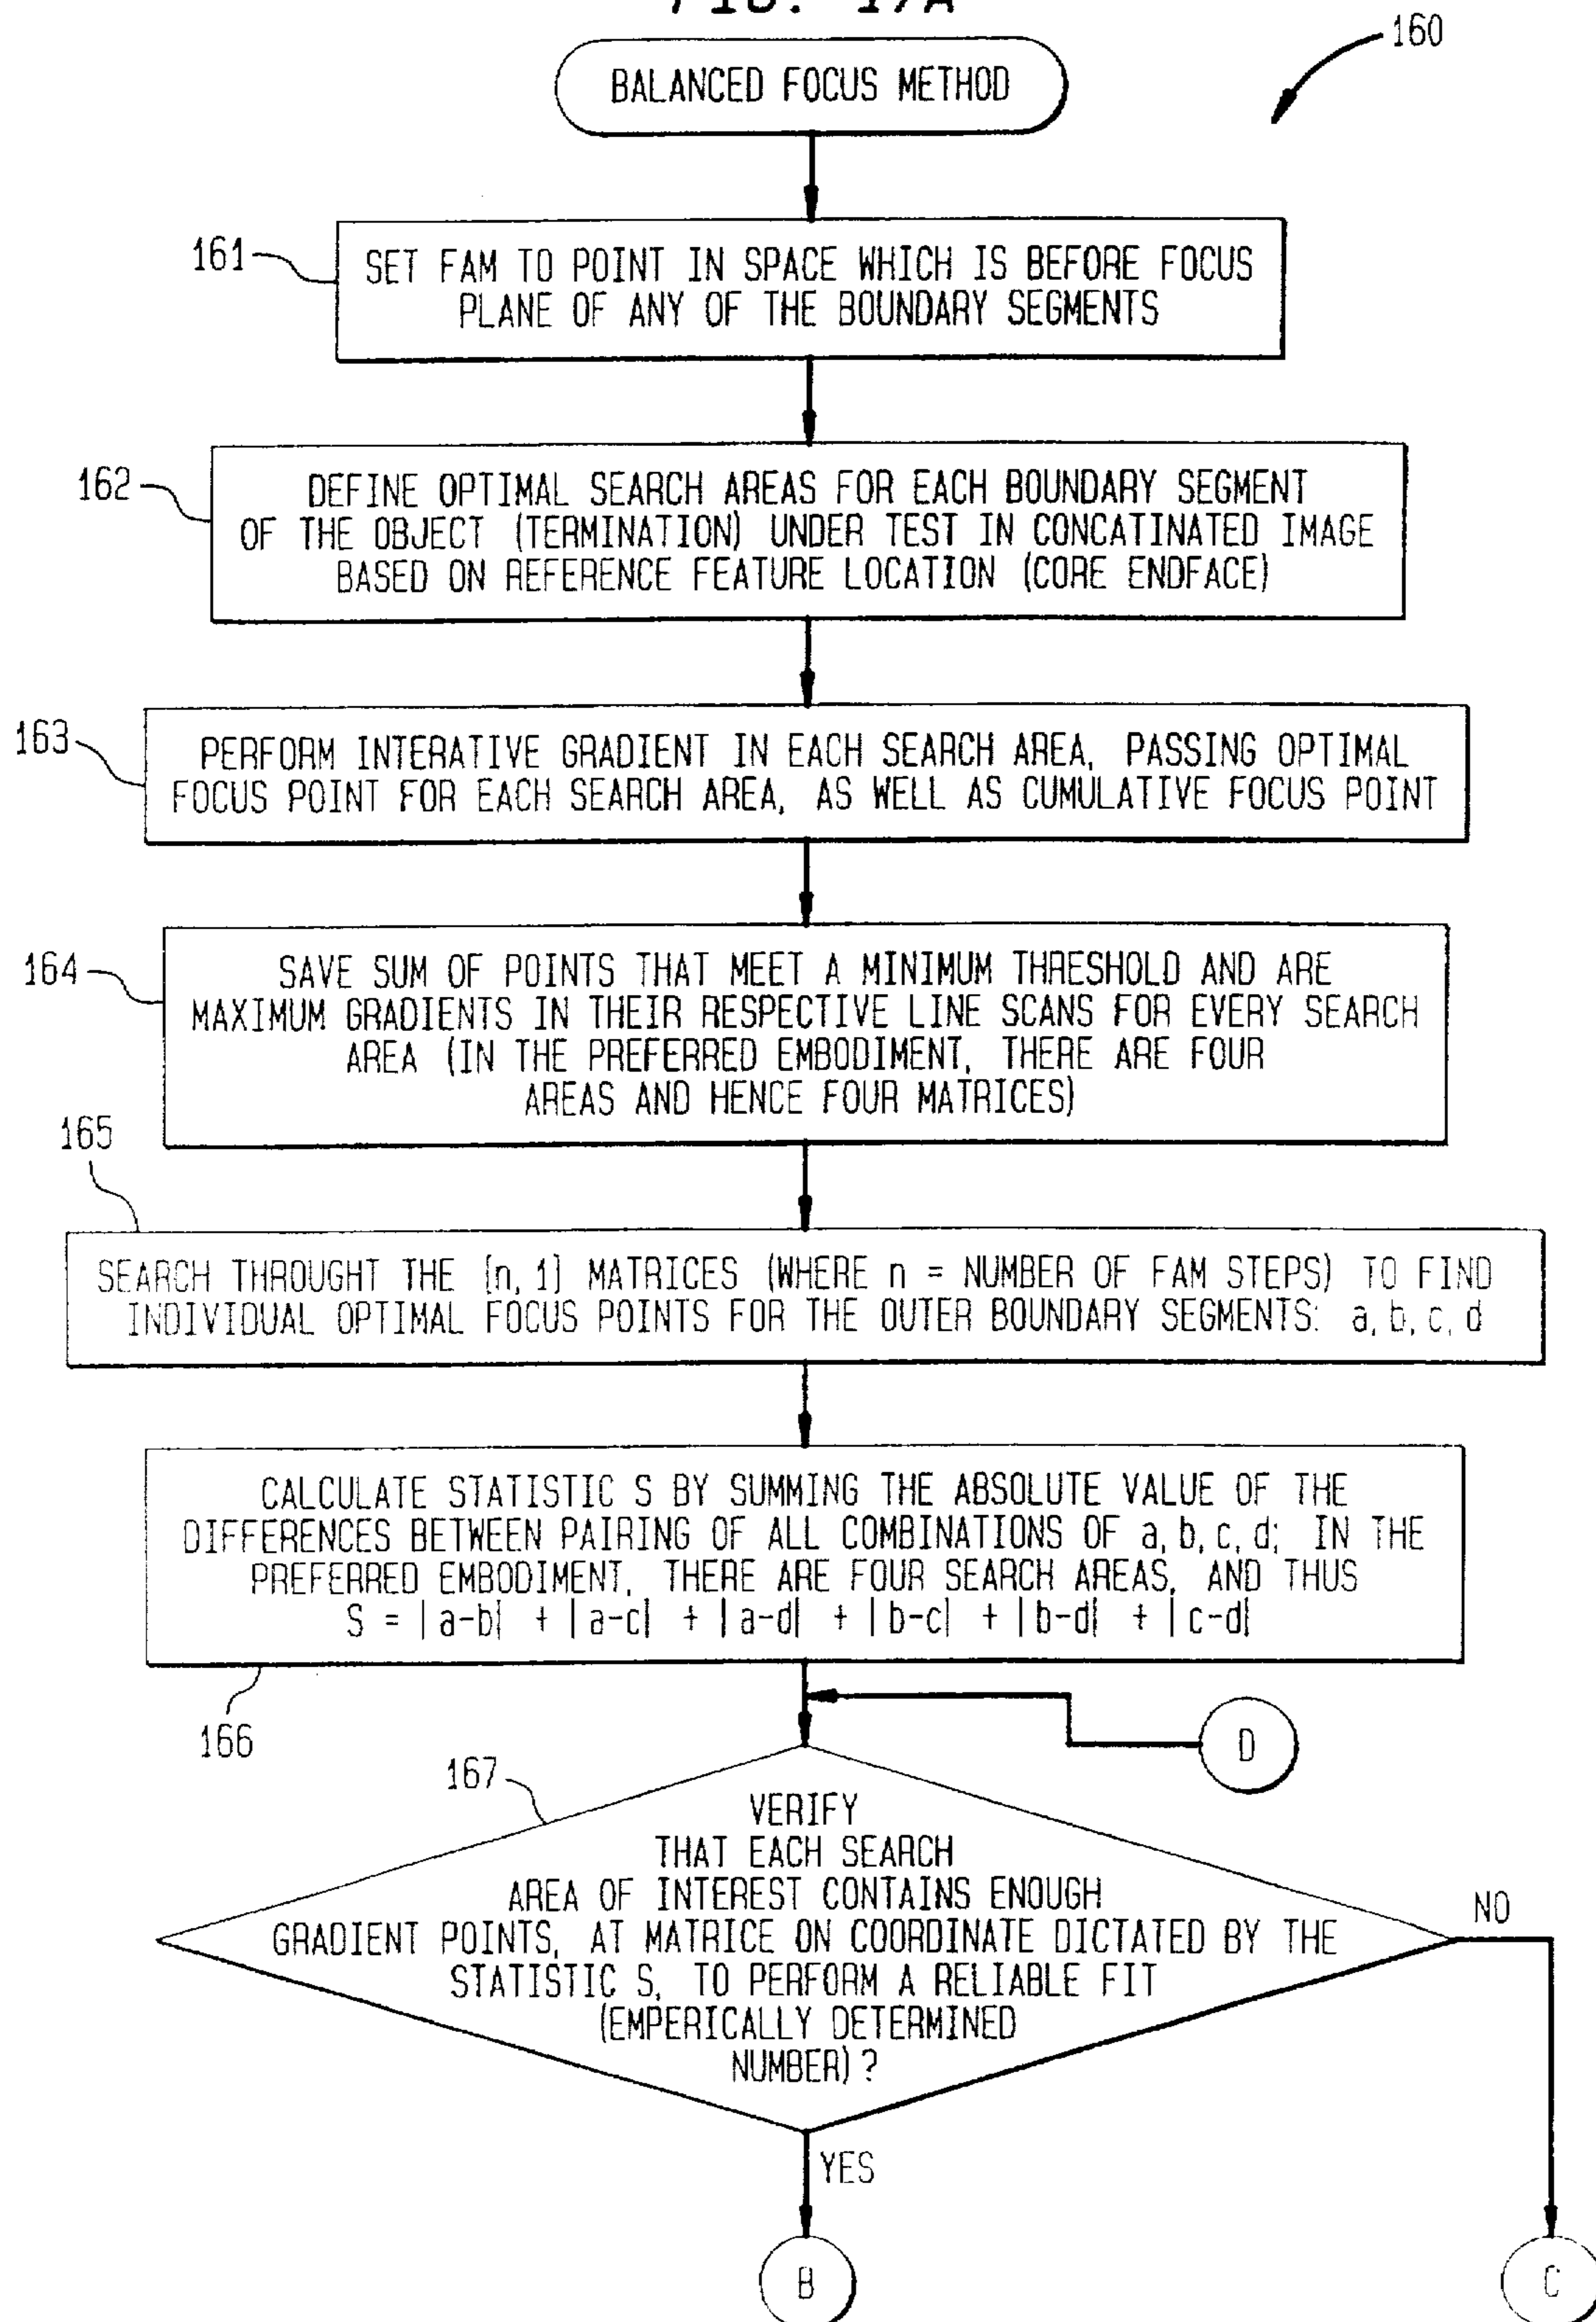 FIG. 17A
160
BALANCED FOCUS METHOD
161
SET FAM TO POINT IN SPACE WHICH IS BEFORE FOCUS
PLANE OF ANY OF THE BOUNDARY SEGMENTS
162
DEFINE OPTIMAL SEARCH AREAS FOR EACH BOUNDARY SEGMENT
OF THE OBJECT (TERMINATION) UNDER TEST IN CONCATINATED IMAGE
BASED ON REFERENCE FEATURE LOCATION (CORE ENDFACE)
163
PERFORM INTERATIVE GRADIENT IN EACH SEARCH AREA, PASSING OPTIMAL
FOCUS POINT FOR EACH SEARCH AREA, AS WELL AS CUMULATIVE FOCUS POINT
164
SAVE SUM OF POINTS THAT MEET A MINIMUM THRESHOLD AND ARE
MAXIMUM GRADIENTS IN THEIR RESPECTIVE LINE SCANS FOR EVERY SEARCH
AREA (IN THE PREFERRED EMBODIMENT, THERE ARE FOUR
AREAS AND HENCE FOUR MATRICES)
165
SEARCH THROUGHT THE [n, 1] MATRICES (WHERE n = NUMBER OF FAM STEPS) TO FIND
INDIVIDUAL OPTIMAL FOCUS POINTS FOR THE OUTER BOUNDARY SEGMENTS: a, b, c, d
CALCULATE STATISTIC S BY SUMMING THE ABSOLUTE VALUE OF THE
DIFFERENCES BETWEEN PAIRING OF ALL COMBINATIONS OF a, b, c, d; IN THE
PREFERRED EMBODIMENT, THERE ARE FOUR SEARCH AREAS, AND THUS
S = |a-b| + |a-c| + |a-d| + |b-c| + |b-d| + |c-d|
166
D
167
VERIFY
THAT EACH SEARCH
AREA OF INTEREST CONTAINS ENOUGH
GRADIENT POINTS, AT MATRICE ON COORDINATE DICTATED BY THE
STATISTIC S, TO PERFORM A RELIABLE FIT
(EMPERICALLY DETERMINED
NUMBER)?
NO
YES
B
C